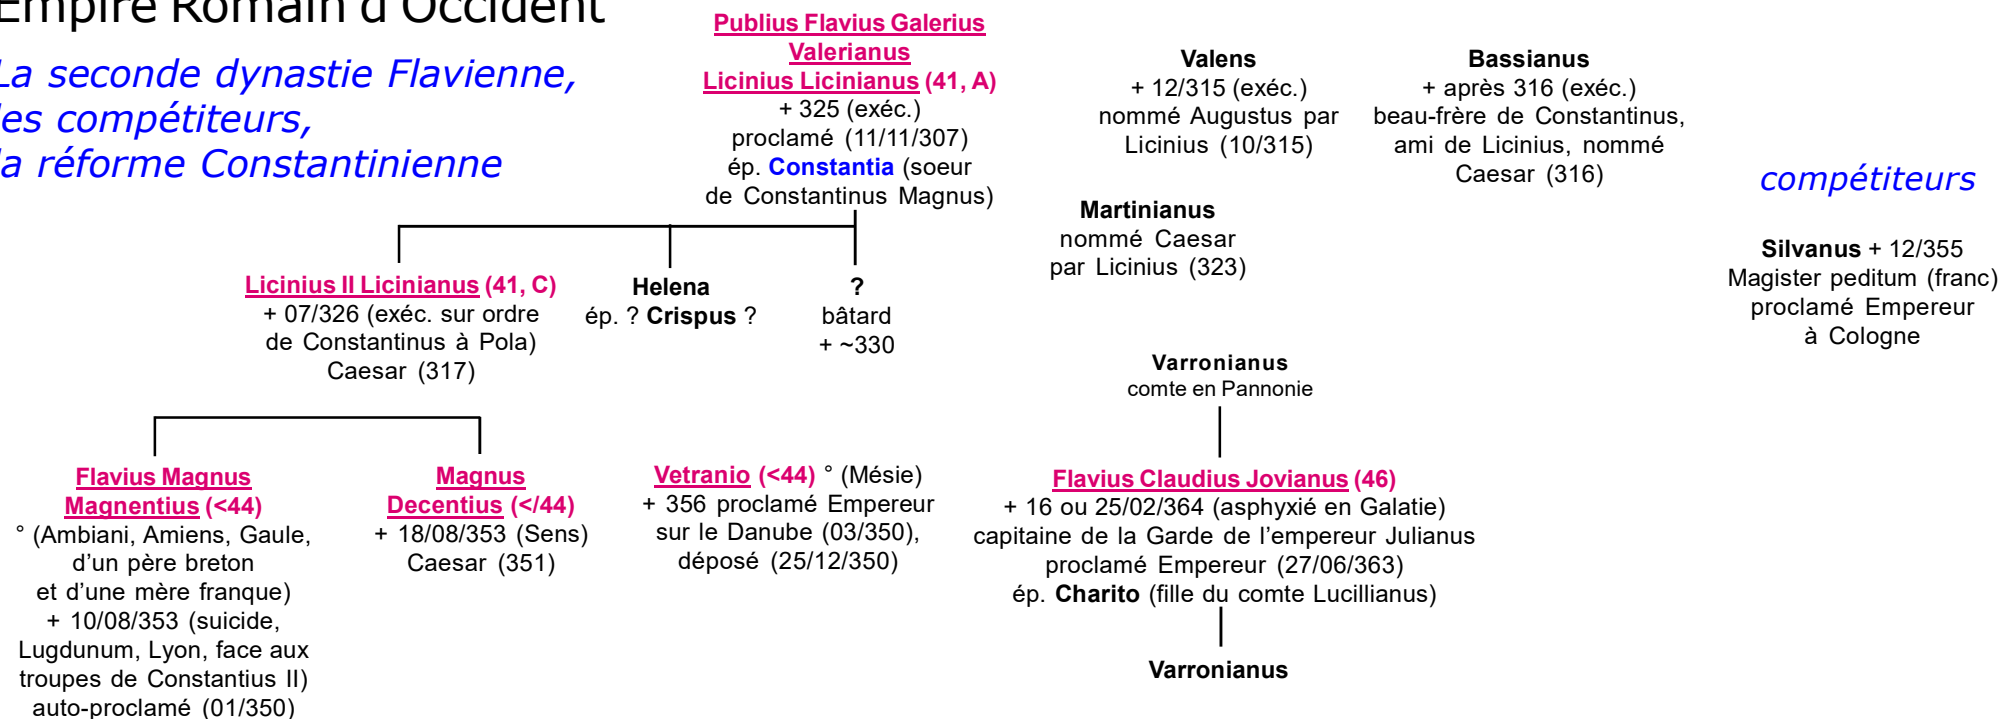 Empire Romain d'Occident
La seconde dynastie Flavienne,
les compétiteurs,
la réforme Constantinienne
Publius Flavius Galerius
Valerianus
Licinius Licinianus (41, A)
+ 325 (exéc.)
proclamé (11/11/307)
ép. Constantia (soeur
de Constantinus Magnus)
Valens
+ 12/315 (exéc.)
nommé Augustus par
Licinius (10/315)
Bassianus
+ après 316 (exéc.)
beau-frère de Constantinus,
ami de Licinius, nommé
Caesar (316)
compétiteurs
Martinianus
nommé Caesar
par Licinius (323)
Silvanus + 12/355
Magister peditum (franc)
proclamé Empereur
à Cologne
Licinius II Licinianus (41, C)
+ 07/326 (exéc. sur ordre
de Constantinus à Pola)
Caesar (317)
Helena
ép. ? Crispus ?
?
bâtard
+ ~330
Varronianus
comte en Pannonie
Flavius Magnus
Magnentius (<44)
° (Ambiani, Amiens, Gaule,
d'un père breton
et d'une mère franque)
+ 10/08/353 (suicide,
Lugdunum, Lyon, face aux
troupes de Constantius II)
auto-proclamé (01/350)
Magnus
Decentius (</44)
+ 18/08/353 (Sens)
Caesar (351)
Vetranio (<44) ° (Mésie)
+ 356 proclamé Empereur
sur le Danube (03/350),
déposé (25/12/350)
Flavius Claudius Jovianus (46)
+ 16 ou 25/02/364 (asphyxié en Galatie)
capitaine de la Garde de l'empereur Julianus
proclamé Empereur (27/06/363)
ép. Charito (fille du comte Lucillianus)
Varronianus